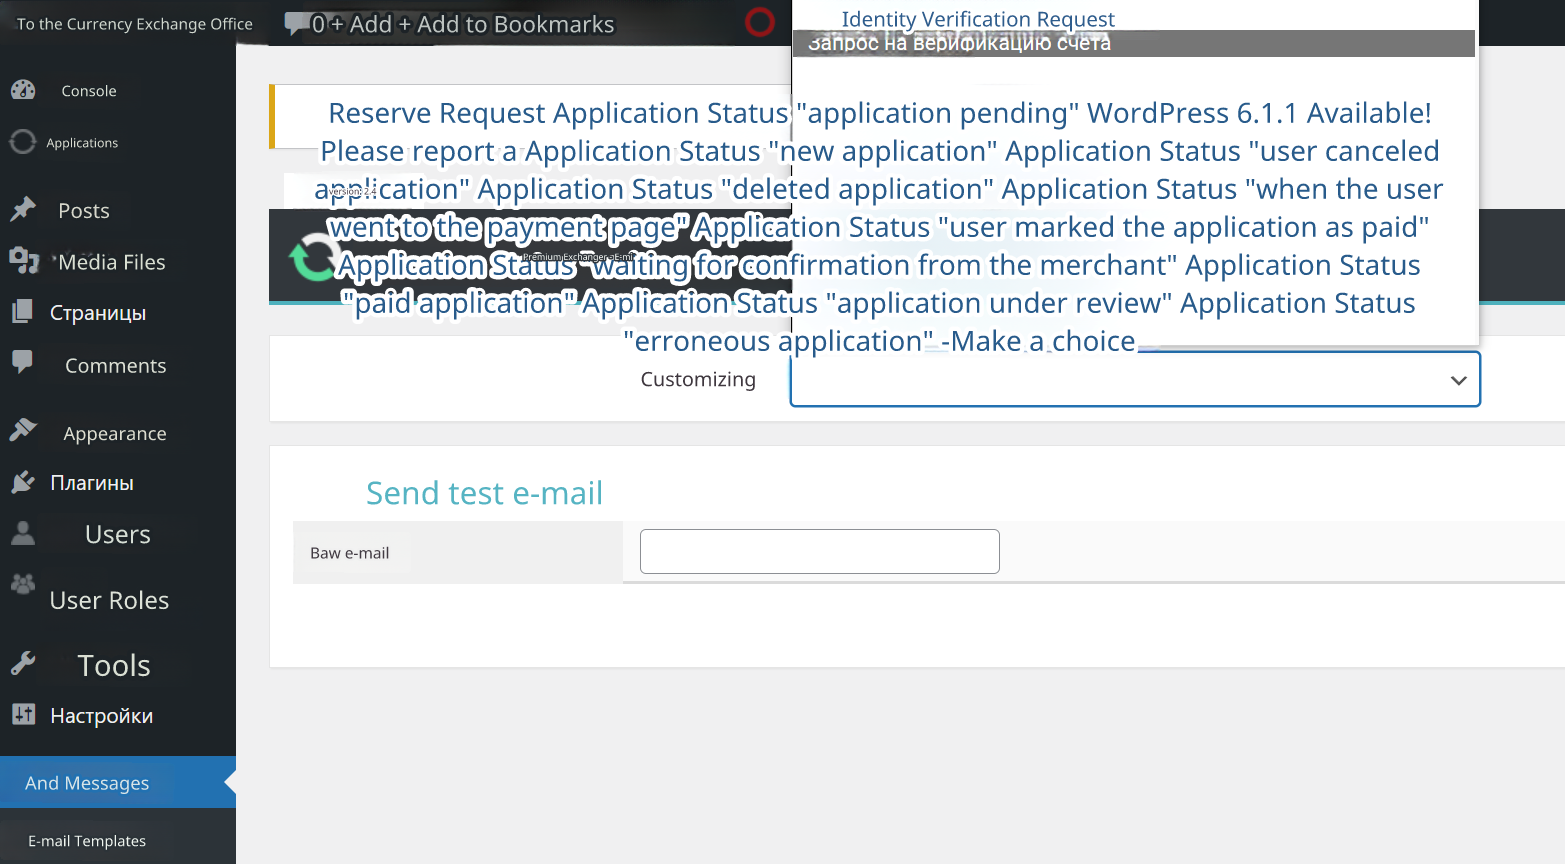 To the Currency Exchange Office
0 + Add + Add to Bookmarks
Identity Verification Request
Запрос на верификацию счета
Console
Applications
Posts
Media Files
Страницы
Comments
Appearance
Плагины
Users
User Roles
Tools
Настройки
And Messages
E-mail Templates
Reserve Request Application Status "application pending" WordPress 6.1.1 Available!
Please report a Application Status "new application" Application Status "user canceled
application" Application Status "deleted application" Application Status "when the user
went to the payment page" Application Status "user marked the application as paid"
Application Status "waiting for confirmation from the merchant" Application Status
"paid application" Application Status "application under review" Application Status
"erroneous application" -Make a choice
version: 2.4
Premium Exchanger
Customizing
Send test e-mail
Baw e-mail